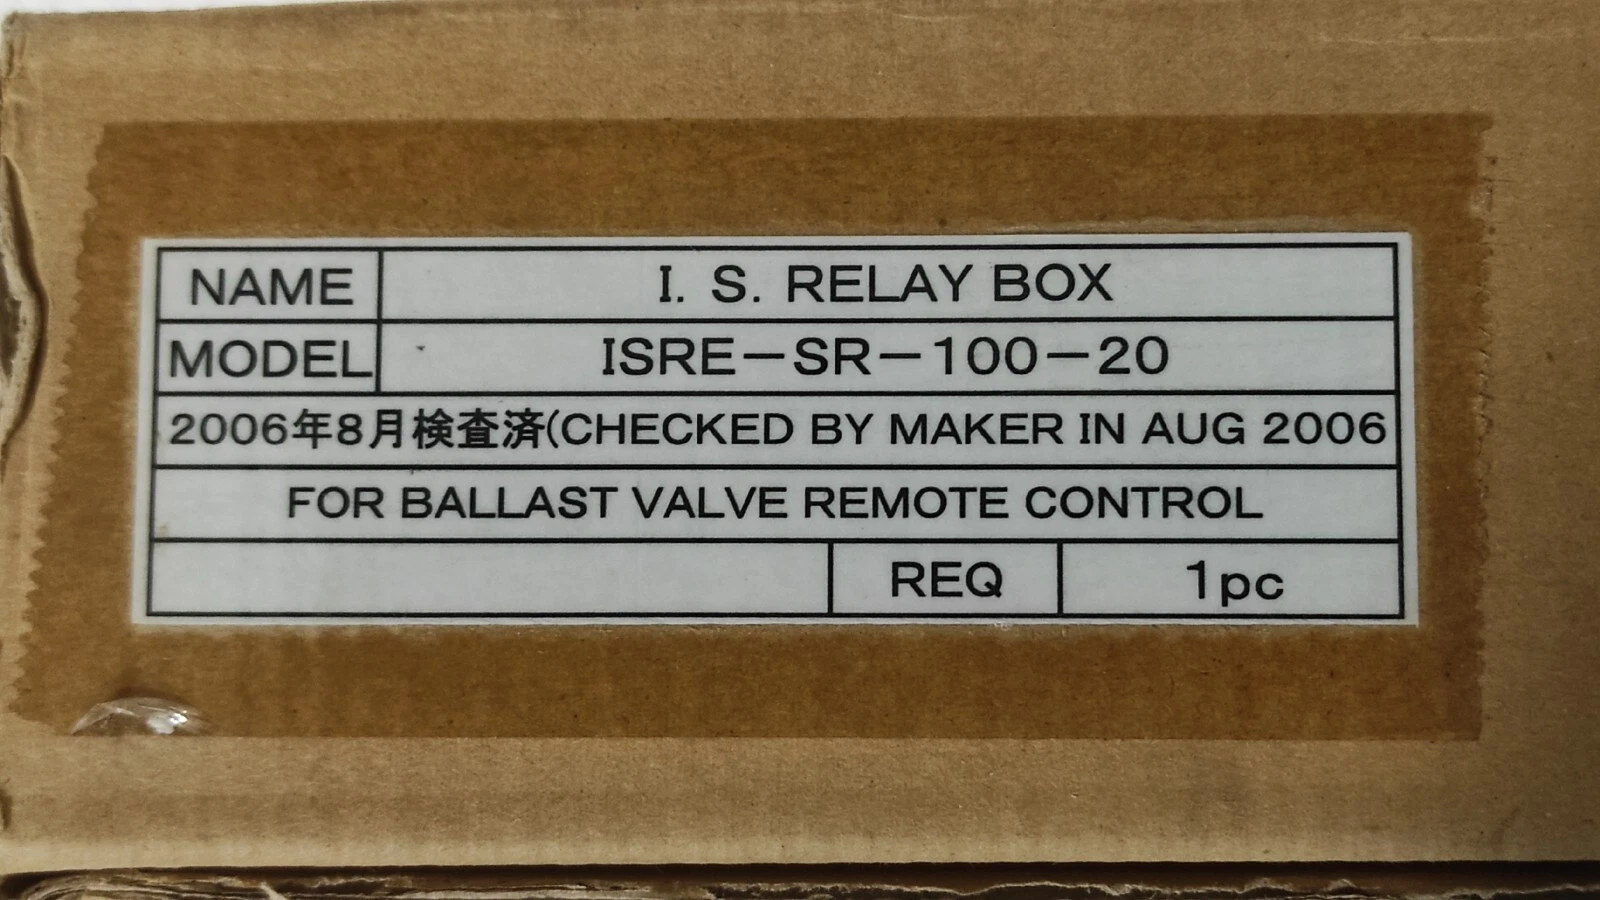 NAME I. S. RELAY BOX
MODEL ISRE-SR-100-20
2006年8月検査済(CHECKED BY MAKER IN AUG 2006
FOR BALLAST VALVE REMOTE CONTROL
REQ 1pc